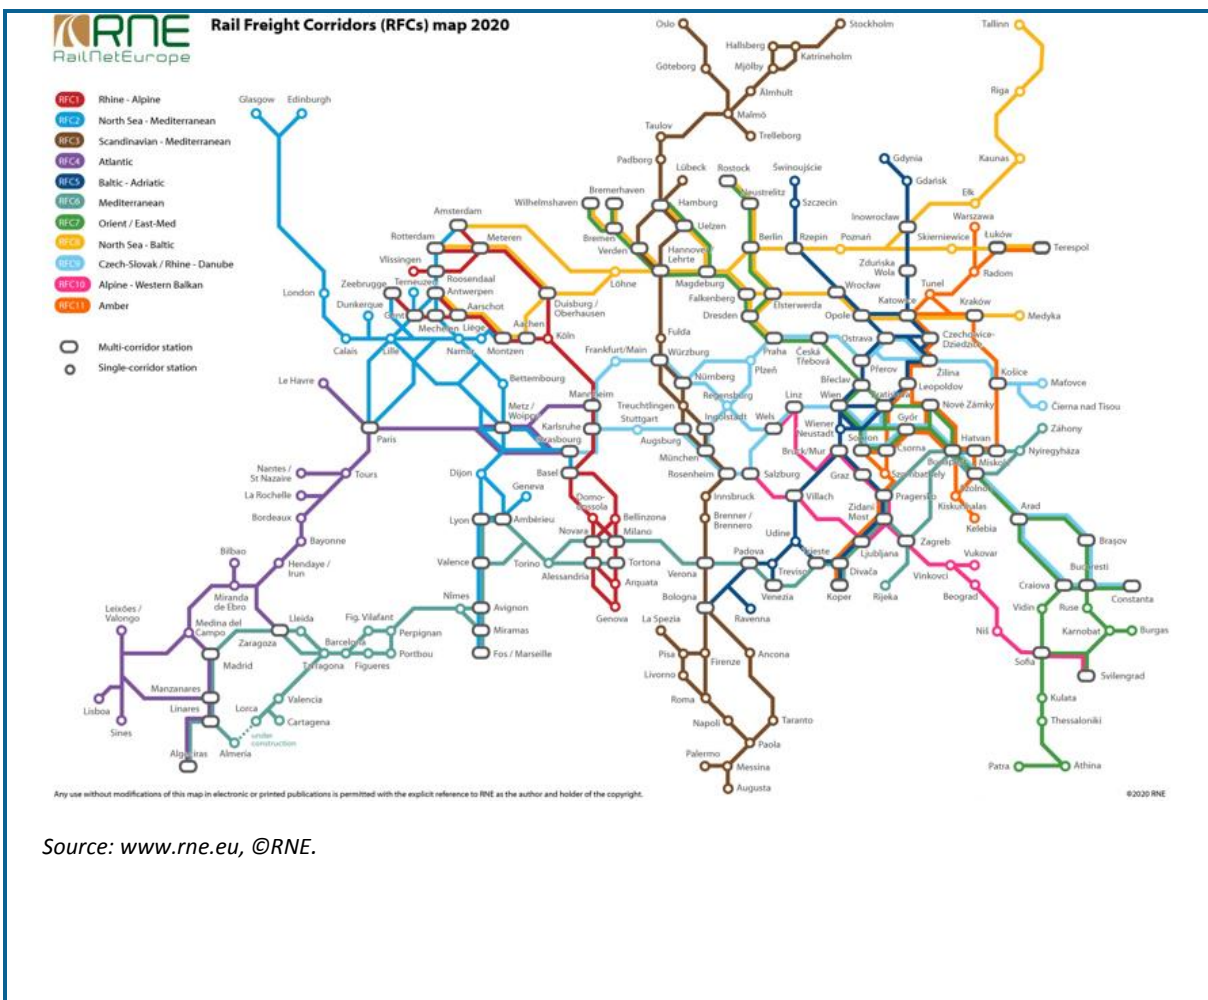 RNE
RailNetEurope
Rail Freight Corridors (RFCs) map 2020
RFC1 Rhine - Alpine
RFC2 North Sea - Mediterranean
RFC3 Scandinavian - Mediterranean
RFC4 Atlantic
RFC5 Baltic - Adriatic
RFC6 Mediterranean
RFC7 Orient / East-Med
RFC8 North Sea - Baltic
RFC9 Czech-Slovak / Rhine - Danube
RFC10 Alpine - Western Balkan
RFC11 Amber
Multi-corridor station
Single-corridor station
Oslo
Stockholm
Tallinn
Hallsberg
Katrineholm
Göteborg
Mjölby
Älmhult
Riga
Glasgow
Edinburgh
Malmö
Taulov
Trelleborg
Padborg
Lübeck
Rostock
Świnoujście
Gdynia
Kaunas
Gdańsk
Bremerhaven
Wilhelmshaven
Neustrelitz
Szczecin
Ełk
Hamburg
Uelzen
Inowrocław
Warszawa
Amsterdam
Rotterdam
Meteren
Bremen
Verden
Hannover
Lehrte
Berlin
Rzepin
Poznań
Skierniewice
Łuków
Terespol
Vlissingen
Roosendaal
Löhne
Magdeburg
Zduńska
Wola
Radom
Zeebrugge
Terneuzen
Antwerpen
Falkenberg
Elsterwerda
Wrocław
Tunel
London
Dunkerque
Gent
Mechelen
Aarschot
Liège
Duisburg /
Oberhausen
Dresden
Opole
Katowice
Kraków
Medyka
Calais
Lille
Namur
Montzen
Aachen
Köln
Fulda
Praha
Česká
Třebová
Ostrava
Czechowice-
Dziedzice
Frankfurt/Main
Würzburg
Plzeň
Přerov
Žilina
Le Havre
Bettembourg
Nürnberg
Břeclav
Leopoldov
Košice
Maťovce
Mannheim
Regensburg
Linz
Wien
Bratislava
Nové Zámky
Čierna nad Tisou
Metz /
Woippy
Treuchtlingen
Ingolstadt
Wels
Győr
Paris
Karlsruhe
Stuttgart
Wiener
Neustadt
Záhony
Strasbourg
Augsburg
Sopron
Csorna
Hatvan
Nyíregyháza
München
Bruck/Mur
Budapest
Miskolc
Nantes /
St Nazaire
Tours
Dijon
Basel
Rosenheim
Salzburg
Graz
Szombathely
Szolnok
La Rochelle
Geneva
Domo-
dossola
Innsbruck
Villach
Pragersko
Kiskunhalas
Arad
Bordeaux
Lyon
Ambérieu
Bellinzona
Brenner /
Brennero
Zidani
Most
Kelebia
Bayonne
Novara
Milano
Udine
Zagreb
Brașov
Bilbao
Hendaye /
Irun
Valence
Torino
Alessandria
Tortona
Verona
Padova
Treviso
Trieste
Ljubljana
Divača
Vukovar
Vinkovci
București
Miranda
de Ebro
Arquata
Venezia
Koper
Rijeka
Beograd
Craiova
Constanta
Leixões /
Valongo
Medina del
Campo
Lleida
Fig. Vilafant
Nîmes
Avignon
Genova
Bologna
Ravenna
Vidin
Ruse
Zaragoza
Barcelona
Perpignan
Miramas
La Spezia
Niš
Karnobat
Burgas
Madrid
Tarragona
Figueres
Portbou
Fos / Marseille
Pisa
Firenze
Ancona
Sofia
Livorno
Svilengrad
Manzanares
Lisboa
Valencia
Roma
Kulata
Linares
Lorca
Cartagena
Napoli
Taranto
Thessaloniki
Sines
under
construction
Algeciras
Almeria
Paola
Palermo
Messina
Patra
Athina
Augusta
Any use without modifications of this map in electronic or printed publications is permitted with the explicit reference to RNE as the author and holder of the copyright.
©2020 RNE
Source: www.rne.eu, ©RNE.